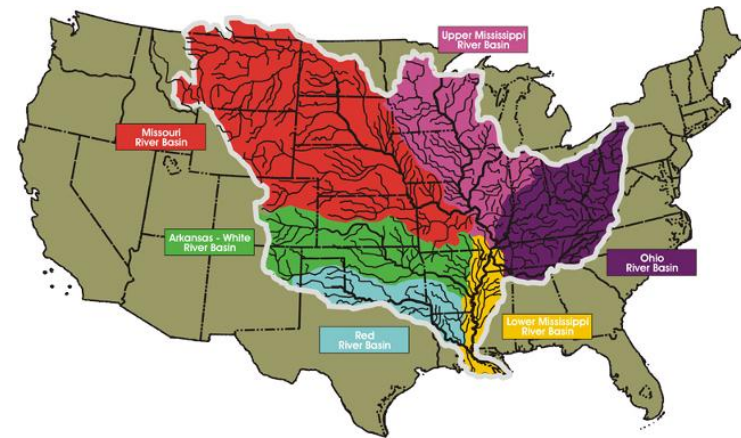 Upper Mississippi
River Basin
Missouri
River Basin
Arkansas - White
River Basin
Ohio
River Basin
Lower Mississippi
River Basin
Red
River Basin